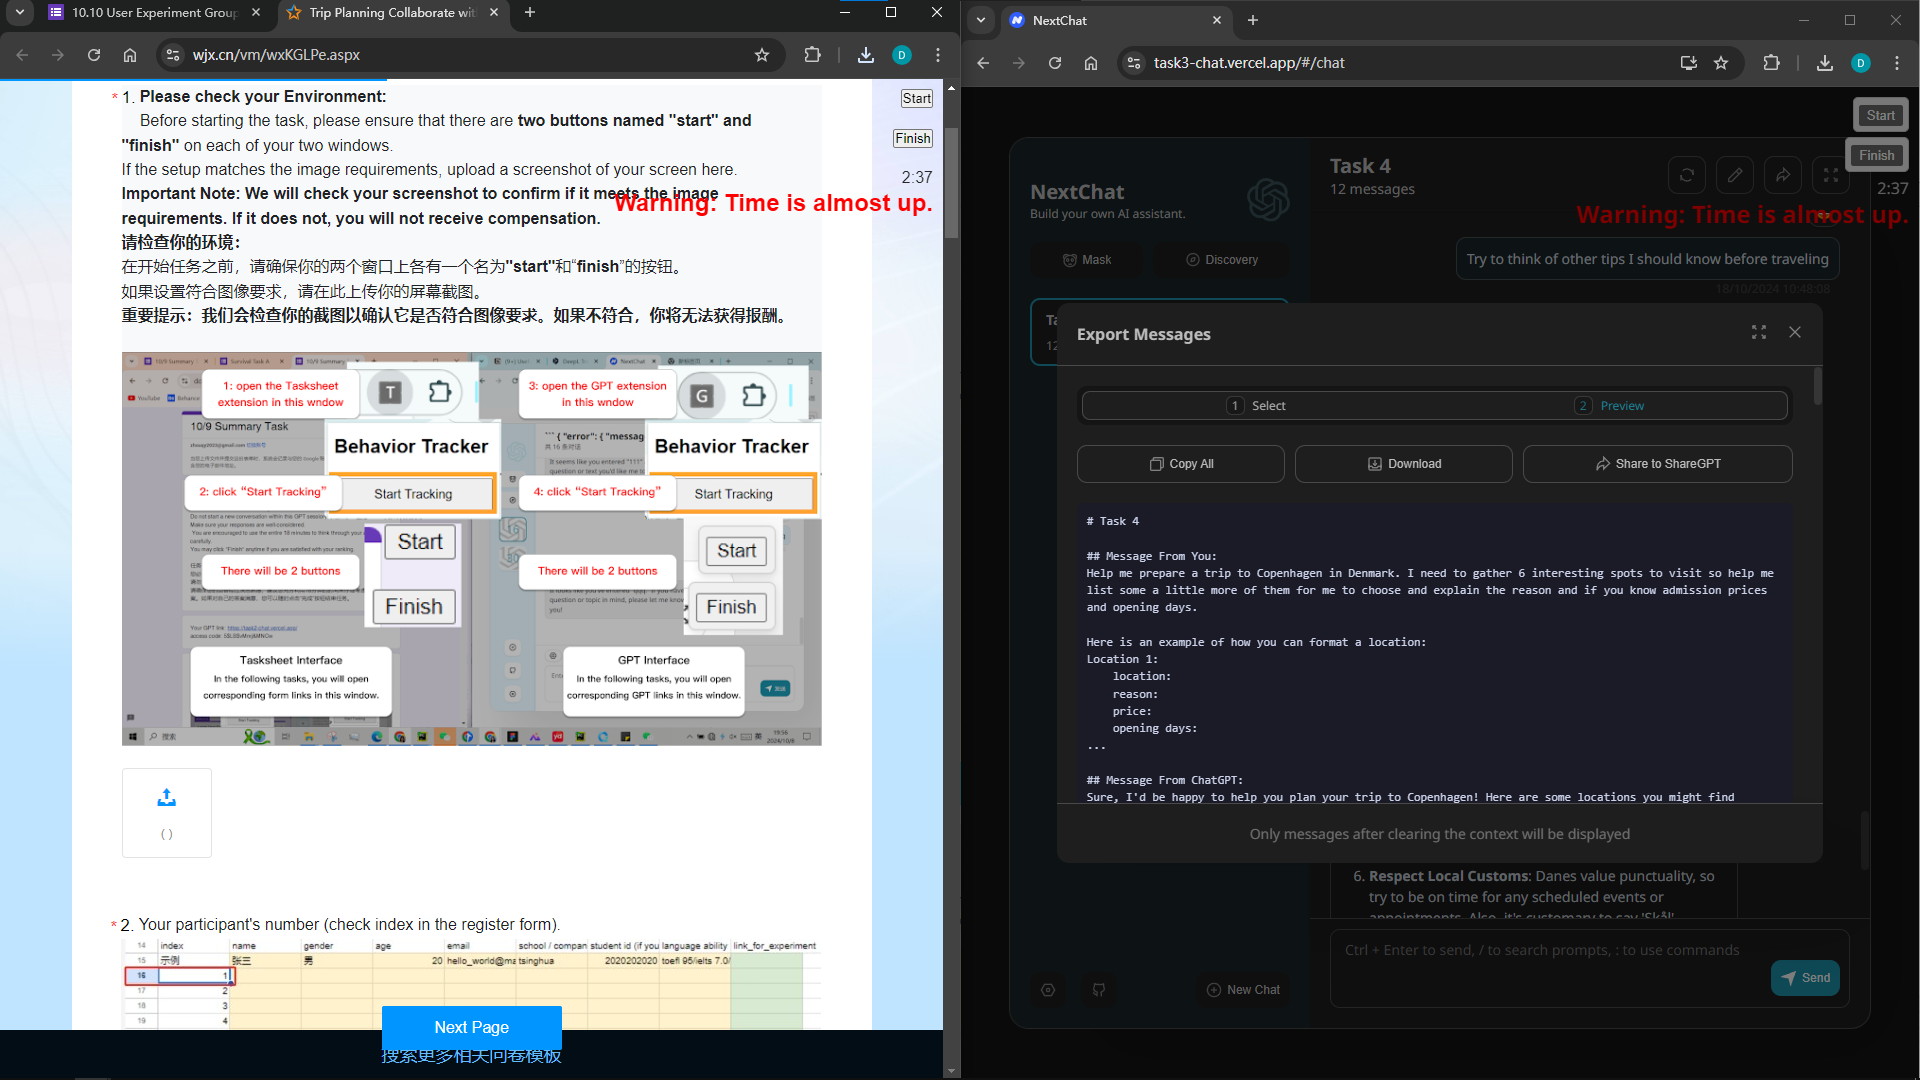 10.10 User Experiment Group
Trip Planning Collaborate wit
wjx.cn/vm/wxKGLPe.aspx
D
* 1. Please check your Environment:
Before starting the task, please ensure that there are two buttons named "start" and
"finish" on each of your two windows.
If the setup matches the image requirements, upload a screenshot of your screen here.
Important Note: We will check your screenshot to confirm if it meets the image
requirements. If it does not, you will not receive compensation.
请检查你的环境：
在开始任务之前，请确保你的两个窗口上各有一个名为"start"和“finish”的按钮。
如果设置符合图像要求，请在此上传你的屏幕截图。
重要提示：我们会检查你的截图以确认它是否符合图像要求。如果不符合，你将无法获得报酬。
Start
Finish
2:37
Warning: Time is almost up.
1: open the Tasksheet
extension in this wndow
T
3: open the GPT extension
in this wndow
G
10/9 Summary Task
Behavior Tracker
Behavior Tracker
2: click “Start Tracking”
Start Tracking
4: click “Start Tracking”
Start Tracking
Start
Start
There will be 2 buttons
There will be 2 buttons
Finish
Finish
Tasksheet Interface
In the following tasks, you will open
corresponding form links in this window.
GPT Interface
In the following tasks, you will open
corresponding GPT links in this window.
( )
* 2. Your participant's number (check index in the register form).
14 index name gender age email school / compan student id (if you language ability link_for_experiment
15 示例 张三 男 20 hello_world@ma tsinghua 2020202020 toefl 95/ielts 7.0/
16 1
17 2
18 3
19 4
Next Page
搜索更多相关问卷模板
NextChat
task3-chat.vercel.app/#/chat
D
Start
Finish
2:37
Warning: Time is almost up.
NextChat
Build your own AI assistant.
Mask
Discovery
Ta
12
Task 4
12 messages
Try to think of other tips I should know before traveling
18/10/2024 10:48:08
Export Messages
1 Select
2 Preview
Copy All
Download
Share to ShareGPT
# Task 4
## Message From You:
Help me prepare a trip to Copenhagen in Denmark. I need to gather 6 interesting spots to visit so help me
list some a little more of them for me to choose and explain the reason and if you know admission prices
and opening days.
Here is an example of how you can format a location:
Location 1:
location:
reason:
price:
opening days:
...
## Message From ChatGPT:
Sure, I'd be happy to help you plan your trip to Copenhagen! Here are some locations you might find
Only messages after clearing the context will be displayed
6. Respect Local Customs: Danes value punctuality, so
try to be on time for any scheduled events or
appointments. Also, it's customary to say 'Skål'
Ctrl + Enter to send, / to search prompts, : to use commands
Send
New Chat